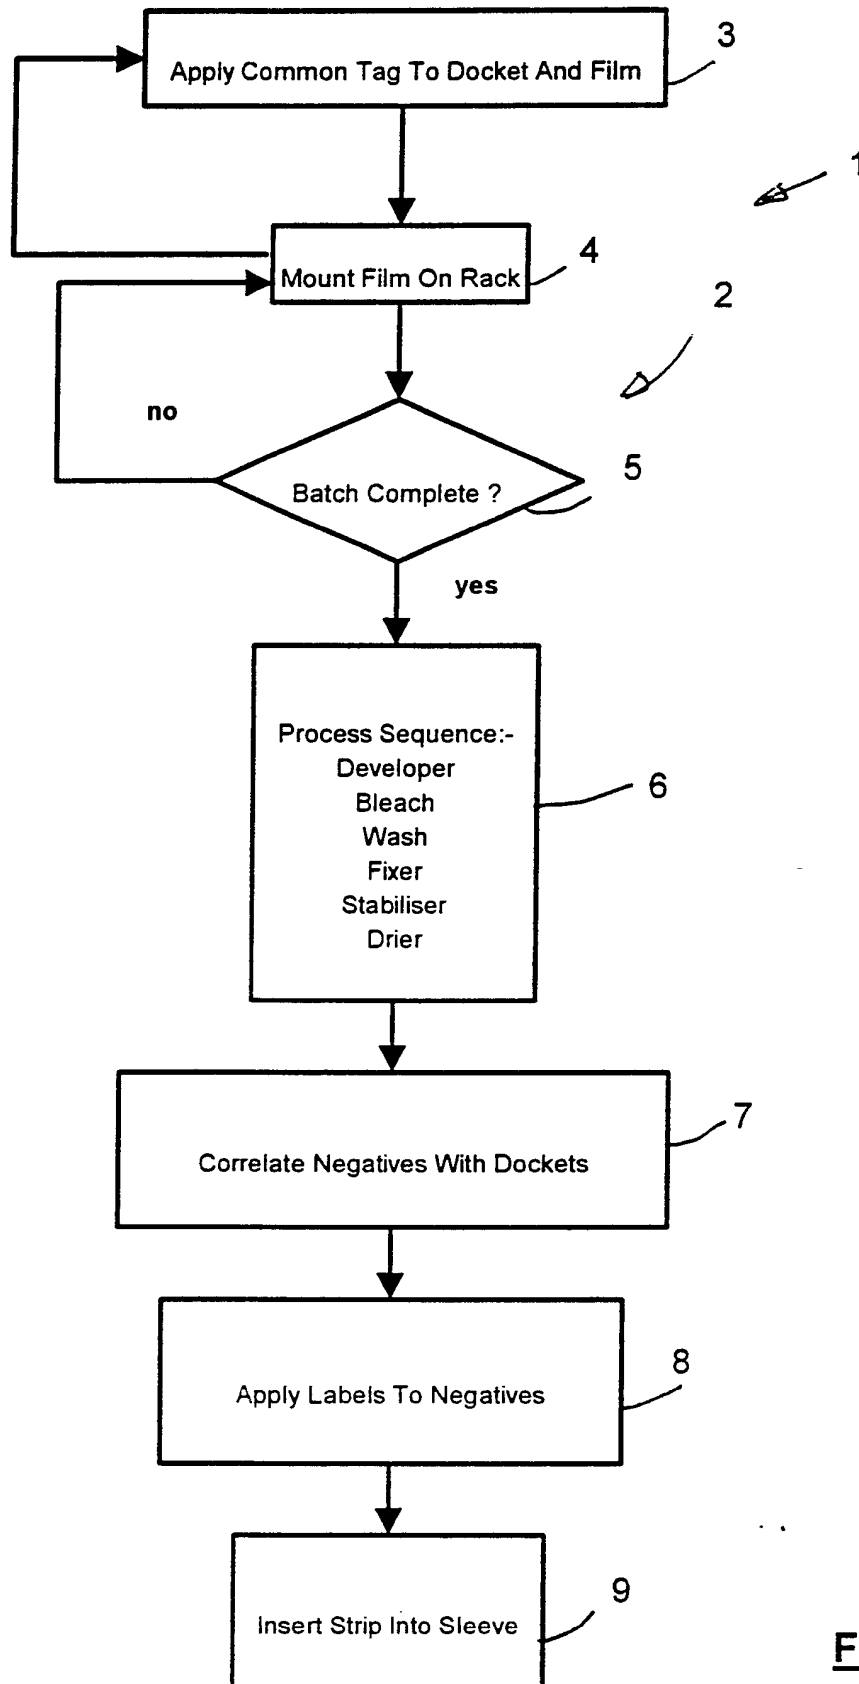 3
Apply Common Tag To Docket And Film
1
4
Mount Film On Rack
2
no
5
Batch Complete ?
yes
Process Sequence:-
Developer
6
Bleach
Wash
Fixer
Stabiliser
Drier
7
Correlate Negatives With Dockets
8
Apply Labels To Negatives
9
Insert Strip Into Sleeve
F